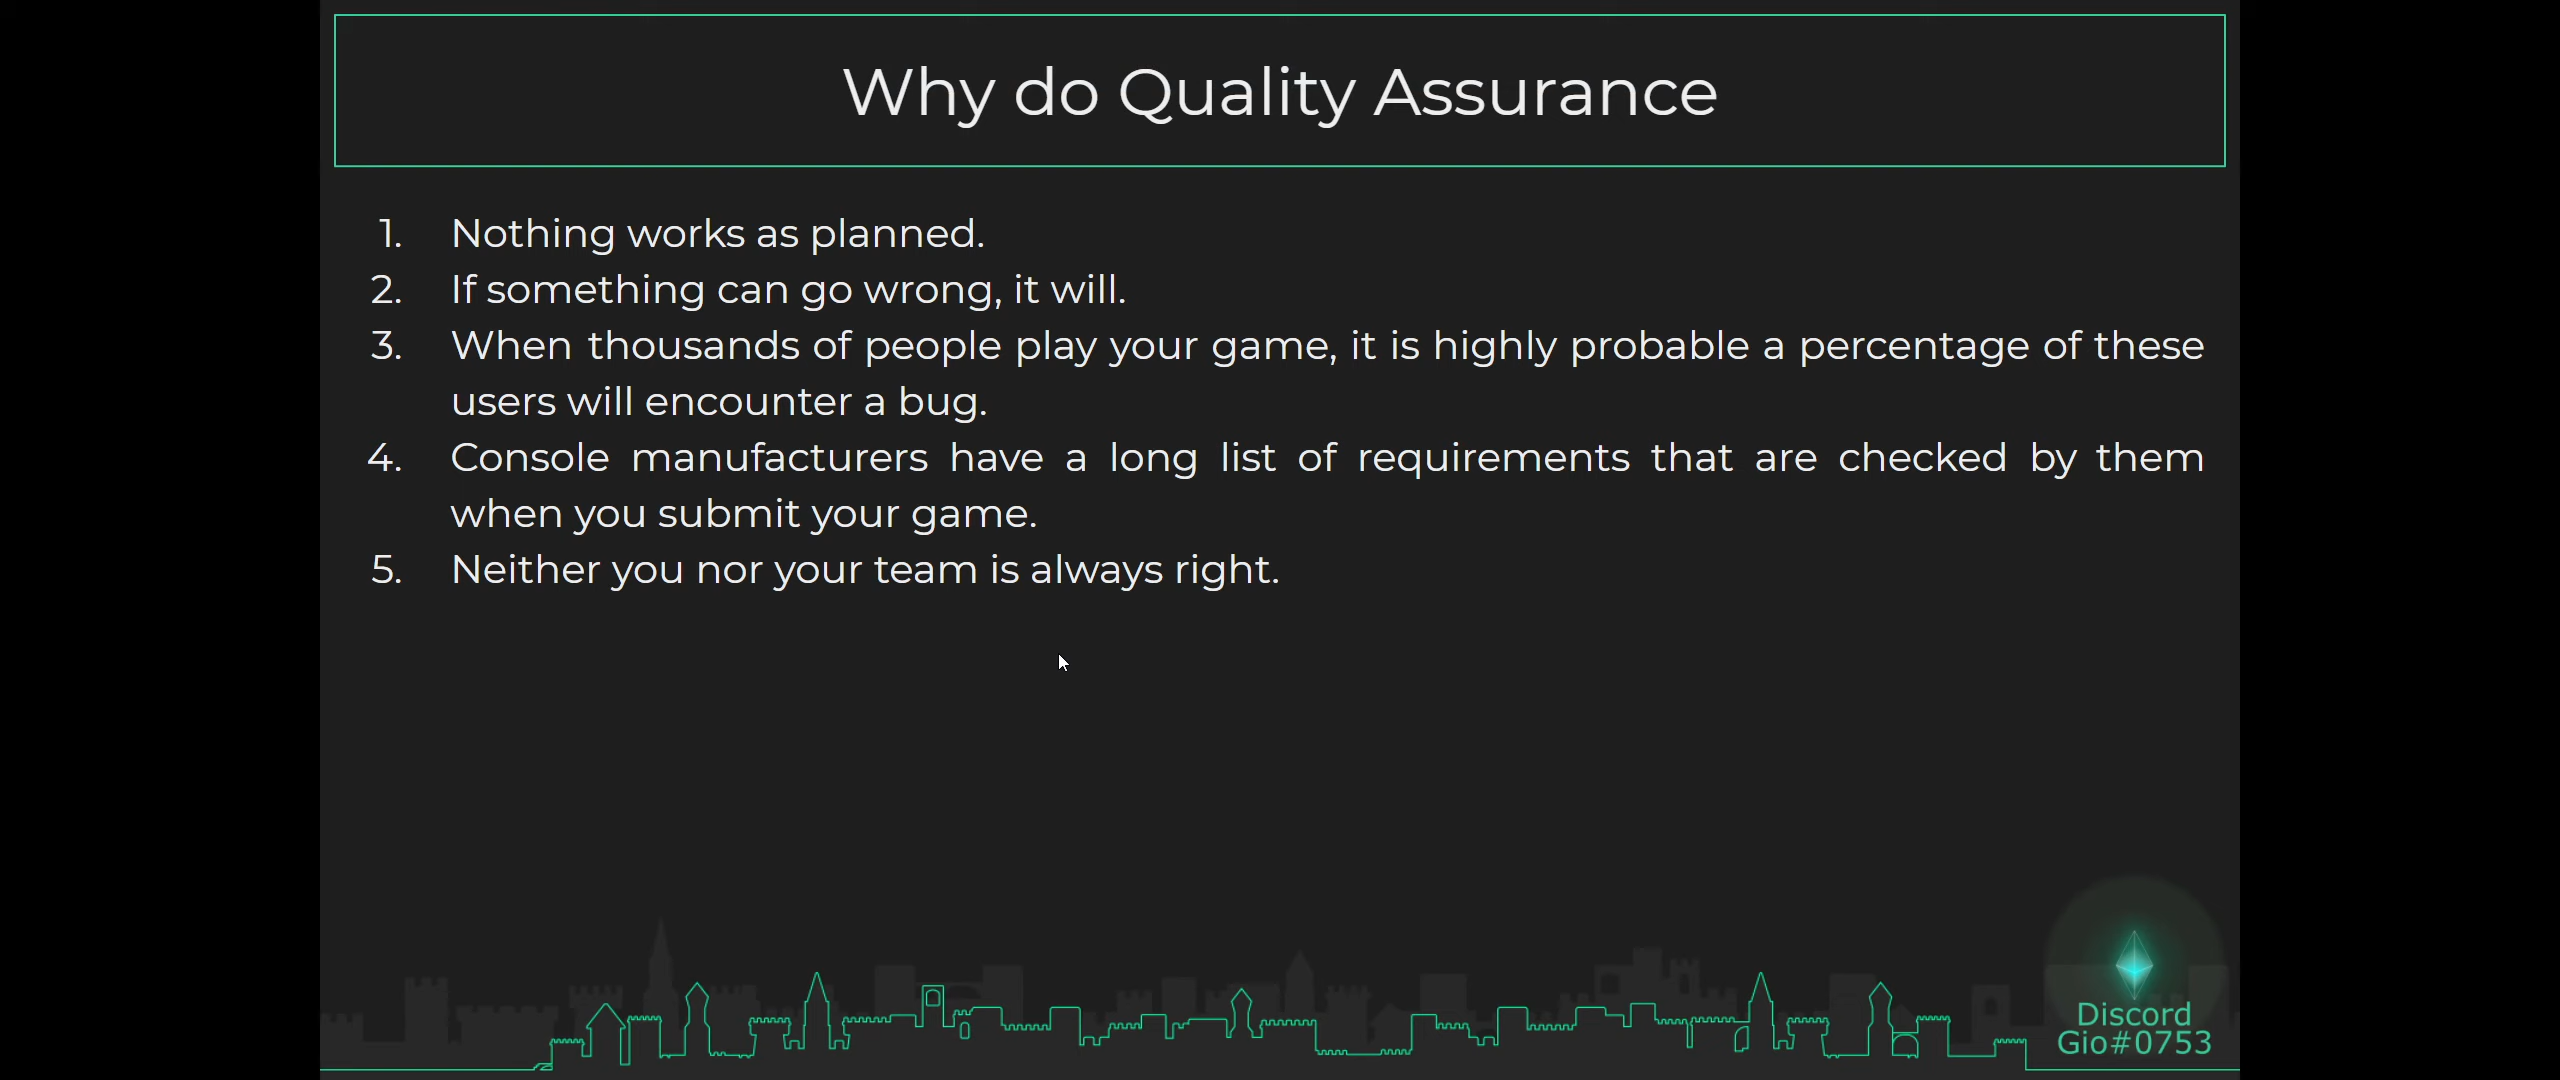 Why do Quality Assurance
1. Nothing works as planned.
2. If something can go wrong, it will.
3. When thousands of people play your game, it is highly probable a percentage of these
users will encounter a bug.
4. Console manufacturers have a long list of requirements that are checked by them
when you submit your game.
5. Neither you nor your team is always right.
Discord
Gio#0753